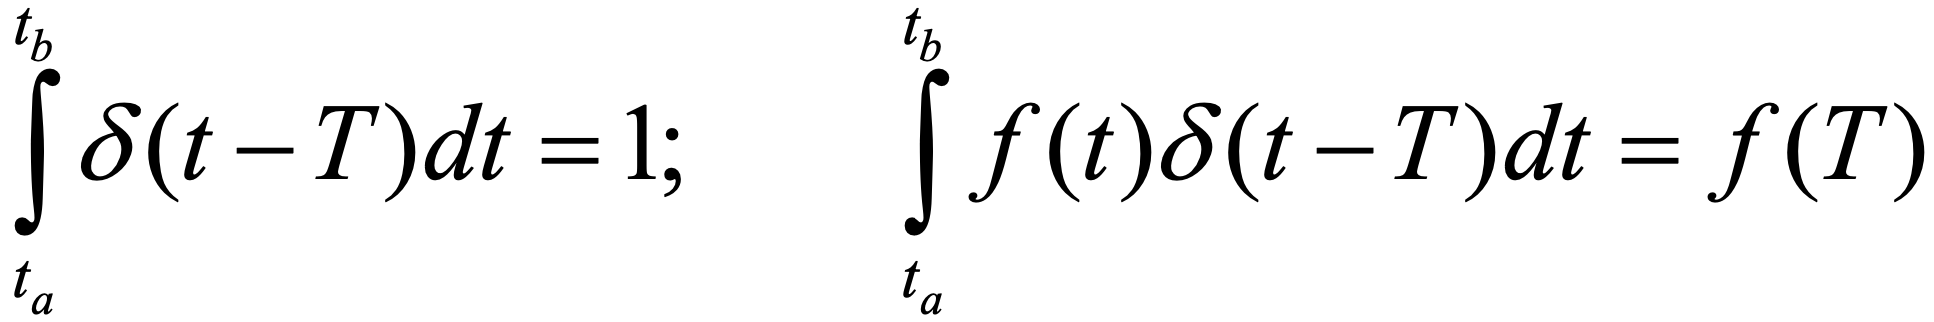 ∫_{t_a}^{t_b} δ(t − T)dt = 1; ∫_{t_a}^{t_b} f(t)δ(t − T)dt = f(T)